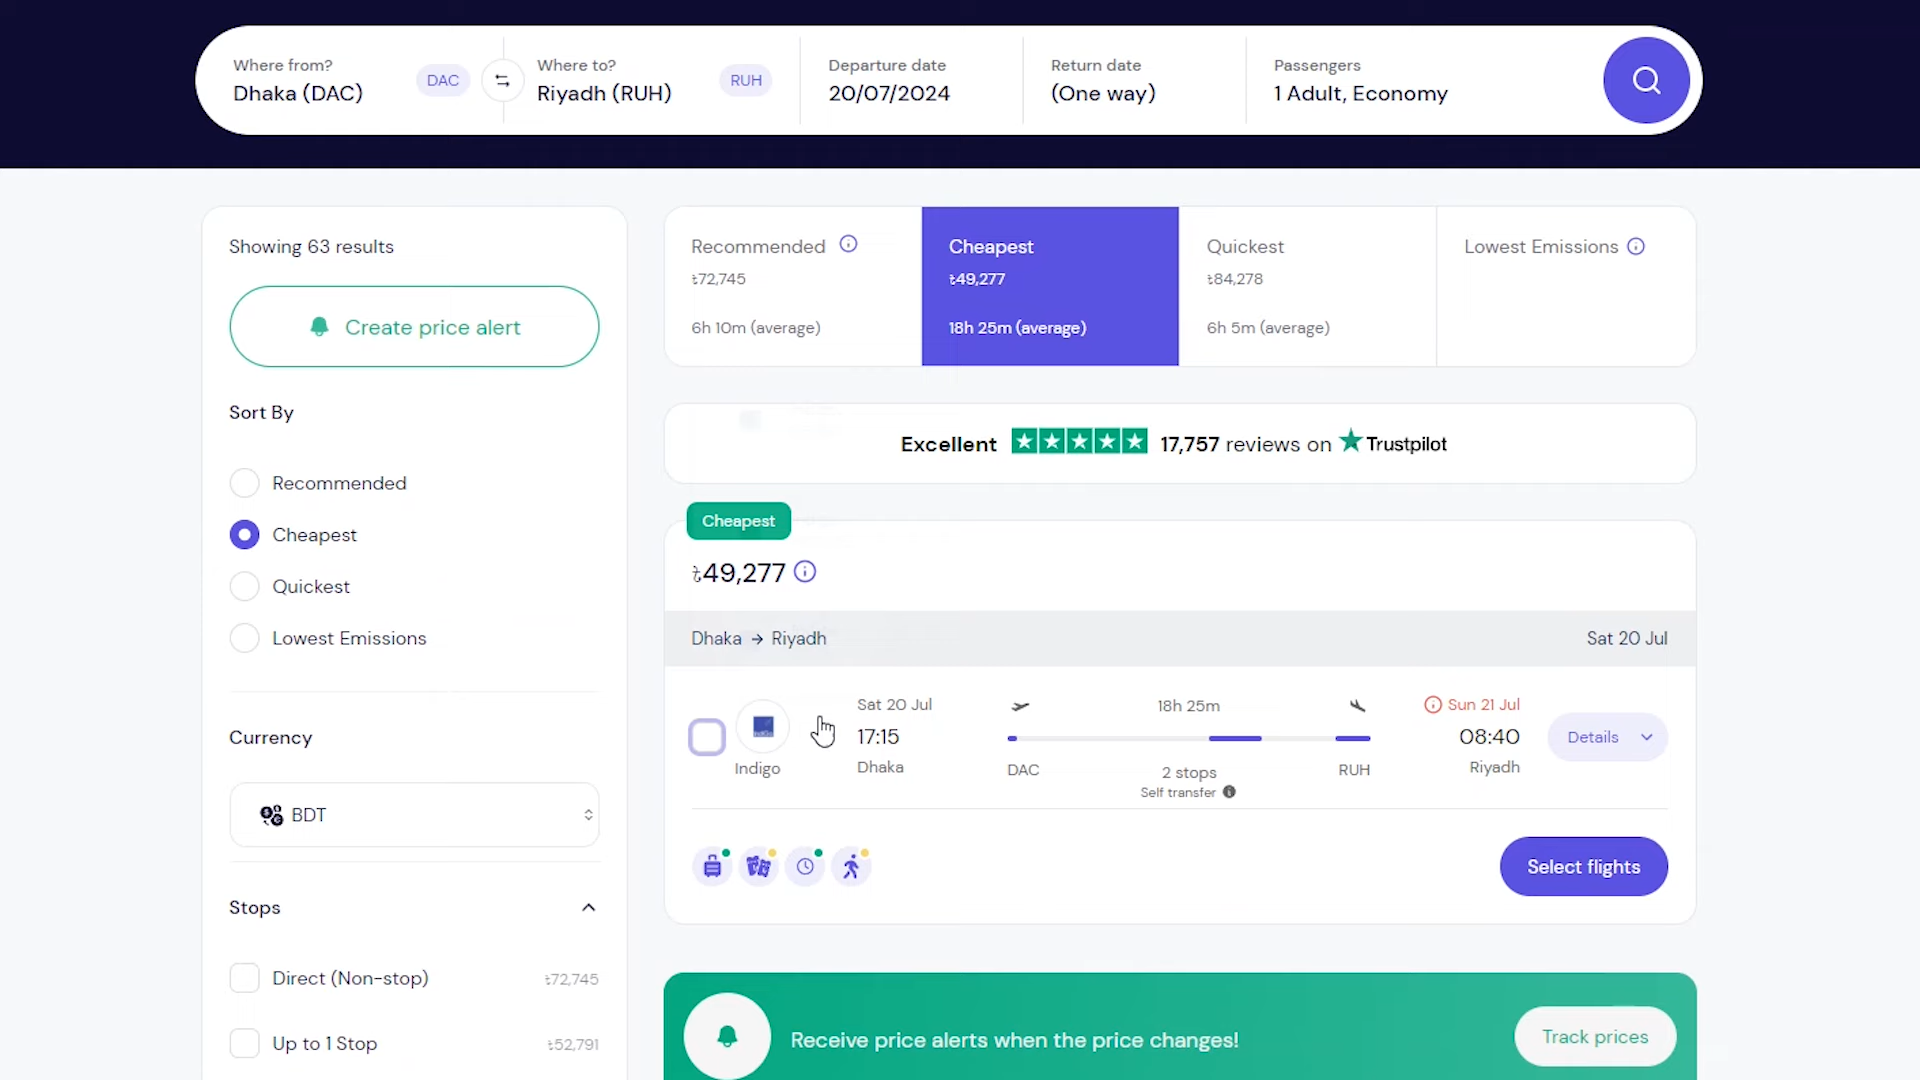 Where from?
Dhaka (DAC)
DAC
Where to?
Riyadh (RUH)
RUH
Departure date
20/07/2024
Return date
(One way)
Passengers
1 Adult, Economy
Showing 63 results
Create price alert
Sort By
Recommended
Cheapest
Quickest
Lowest Emissions
Currency
BDT
Stops
Direct (Non-stop)
৳72,745
Up to 1 Stop
৳52,791
Recommended
৳72,745
6h 10m (average)
Cheapest
৳49,277
18h 25m (average)
Quickest
৳84,278
6h 5m (average)
Lowest Emissions
Excellent 17,757 reviews on Trustpilot
Cheapest
৳49,277
Dhaka → Riyadh
Sat 20 Jul
Indigo
Sat 20 Jul
17:15
Dhaka
18h 25m
DAC
2 stops
Self transfer
RUH
Sun 21 Jul
08:40
Riyadh
Details
Select flights
Receive price alerts when the price changes!
Track prices